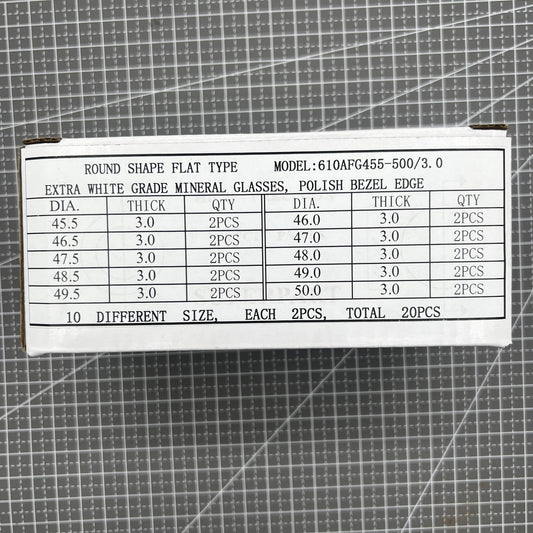 ROUND SHAPE FLAT TYPE MODEL:610AFG455-500/3.0
EXTRA WHITE GRADE MINERAL GLASSES, POLISH BEZEL EDGE
DIA. THICK QTY DIA. THICK QTY
45.5 3.0 2PCS 46.0 3.0 2PCS
46.5 3.0 2PCS 47.0 3.0 2PCS
47.5 3.0 2PCS 48.0 3.0 2PCS
48.5 3.0 2PCS 49.0 3.0 2PCS
49.5 3.0 2PCS 50.0 3.0 2PCS
10 DIFFERENT SIZE, EACH 2PCS, TOTAL 20PCS